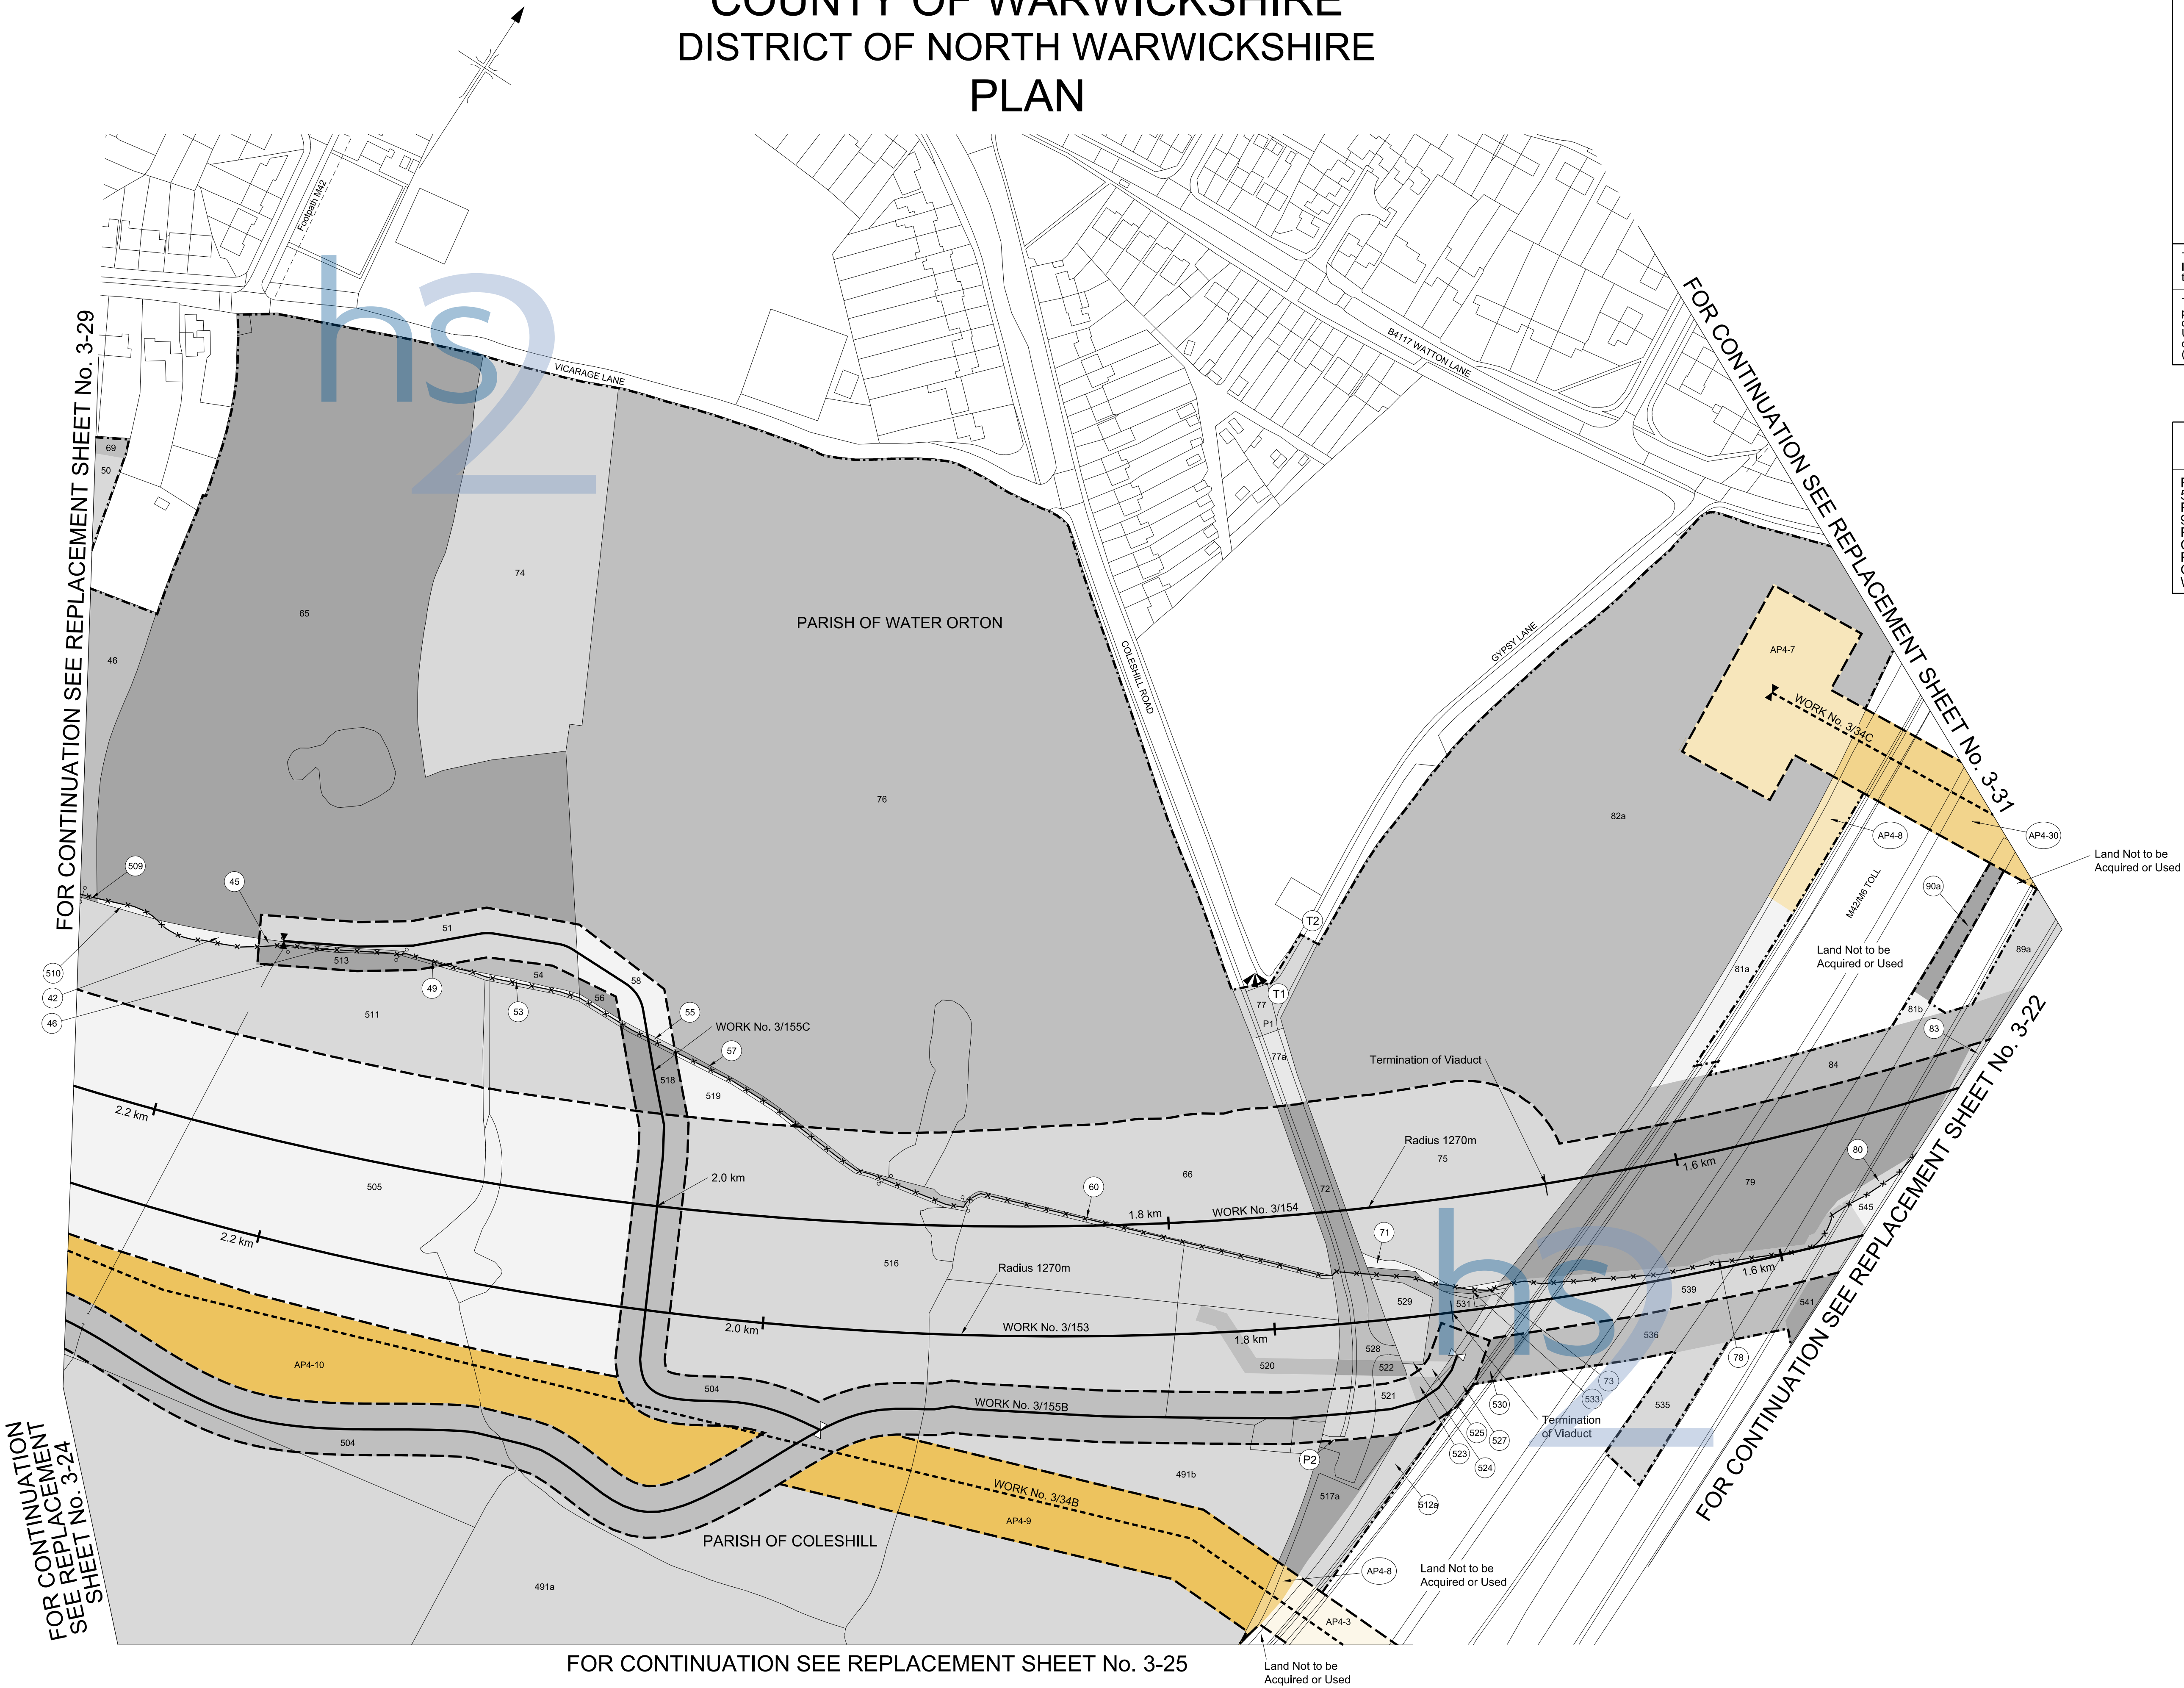 COUNTY OF WARWICKSHIRE
DISTRICT OF NORTH WARWICKSHIRE
PLAN
Footpath M42
hs2
VICARAGE LANE
B4117 WATTON LANE
FOR CONTINUATION SEE REPLACEMENT SHEET No. 3-29
FOR CONTINUATION SEE REPLACEMENT SHEET No. 3-31
69
50
74
65
PARISH OF WATER ORTON
46
COLESHILL ROAD
GYPSY LANE
AP4-7
WORK No. 3/34C
76
82a
AP4-8
AP4-30
Land Not to be
Acquired or Used
509
45
90a
M42/M6 TOLL
51
T2
Land Not to be
Acquired or Used
89a
510
513
54
58
81a
42
49
56
T1
46
53
55
77
81b
511
WORK No. 3/155C
P1
83
57
77a
Termination of Viaduct
84
518
519
2.2 km
Radius 1270m
75
1.6 km
80
505
2.0 km
66
60
72
79
545
1.8 km
WORK No. 3/154
2.2 km
71
516
Radius 1270m
1.6 km
529
531
539
541
2.0 km
WORK No. 3/153
1.8 km
hs2
536
528
78
AP4-10
520
522
73
504
521
533
530
535
WORK No. 3/155B
Termination
of Viaduct
525
527
504
523
524
P2
491b
517a
512a
WORK No. 3/34B
AP4-9
PARISH OF COLESHILL
AP4-8
Land Not to be
Acquired or Used
491a
AP4-3
FOR CONTINUATION SEE REPLACEMENT SHEET No. 3-22
FOR CONTINUATION
SEE REPLACEMENT
SHEET No. 3-24
FOR CONTINUATION SEE REPLACEMENT SHEET No. 3-25
Land Not to be
Acquired or Used